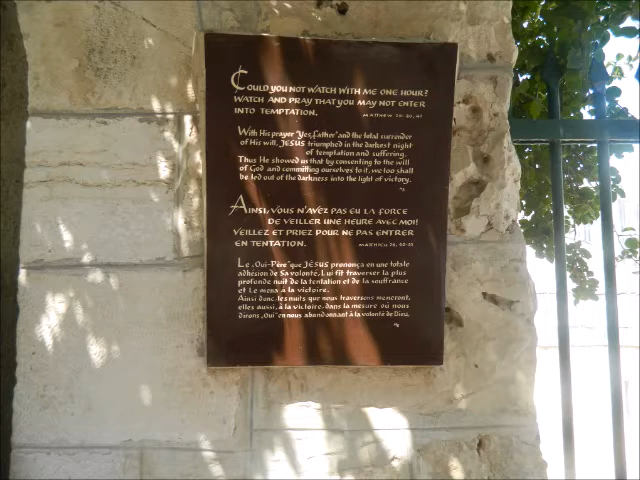 COULD YOU NOT WATCH WITH ME ONE HOUR?
WATCH AND PRAY THAT YOU MAY NOT ENTER
INTO TEMPTATION.
MATTHEW 26:40,41
With His prayer "Yes, Father" and the total surrender
of His will, JESUS triumphed in the darkest night
of temptation and suffering.
Thus He showed us that by consenting to the will
of God and committing ourselves to it, we too shall
be led out of the darkness into the light of victory.
AINSI, VOUS N'AVEZ PAS EU LA FORCE
DE VEILLER UNE HEURE AVEC MOI!
VEILLEZ ET PRIEZ POUR NE PAS ENTRER
EN TENTATION.
MATHIEU 26,
Le „Oui-Père" que JÉSUS prononça en une totale
adhésion de Sa volonté, Lui fit traverser la plus
profonde nuit de la tentation et de la souffrance
et Le mena à la victoire.
Ainsi donc, les nuits que nous traversons mèneront,
elles aussi, à la victoire, dans la mesure où nous
dirons „Oui" en nous abandonnant à la volonté de Dieu.